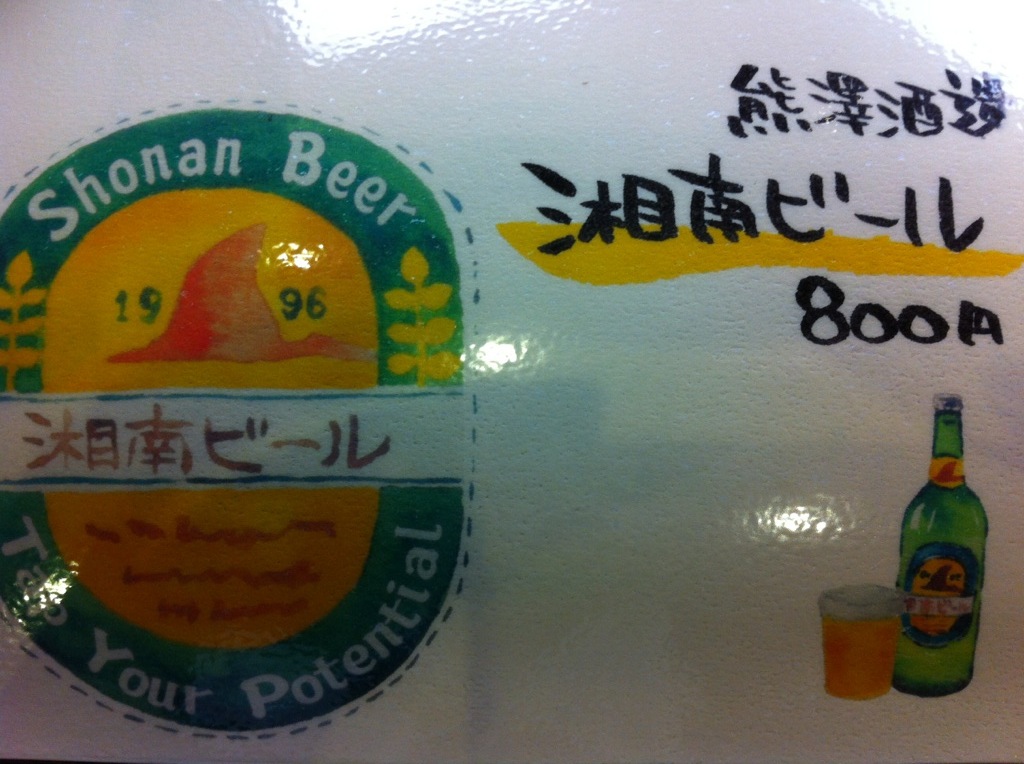 Shonan Beer
19 96
湘南ビール
Tap Your Potential
熊澤酒造
湘南ビール
800円